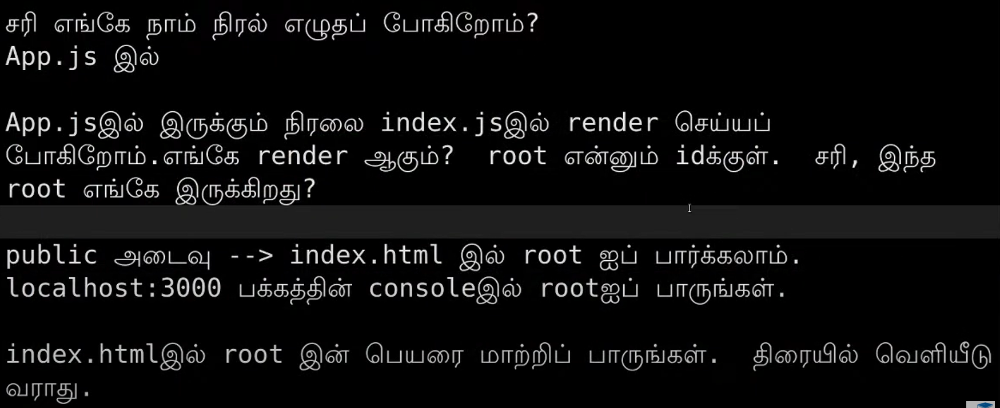 சரி எங்கே நாம் நிரல் எழுதப் போகிறோம்?
App.js இல்
App.jsஇல் இருக்கும் நிரலை index.jsஇல் render செய்யப்
போகிறோம்.எங்கே render ஆகும்? root என்னும் idக்குள். சரி, இந்த
root எங்கே இருக்கிறது?
public அடைவு --> index.html இல் root ஐப் பார்க்கலாம்.
localhost:3000 பக்கத்தின் consoleஇல் rootஐப் பாருங்கள்.
index.htmlஇல் root இன் பெயரை மாற்றிப் பாருங்கள். திரையில் வெளியீடு
வராது.